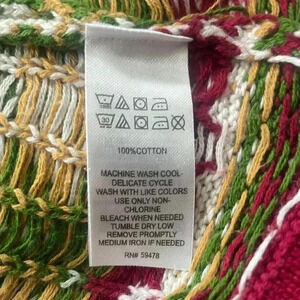 30
100%COTTON
MACHINE WASH COOL-
DELICATE CYCLE
WASH WITH LIKE COLORS
USE ONLY NON-
CHLORINE
BLEACH WHEN NEEDED
TUMBLE DRY LOW
REMOVE PROMPTLY
MEDIUM IRON IF NEEDED
RN# 59478